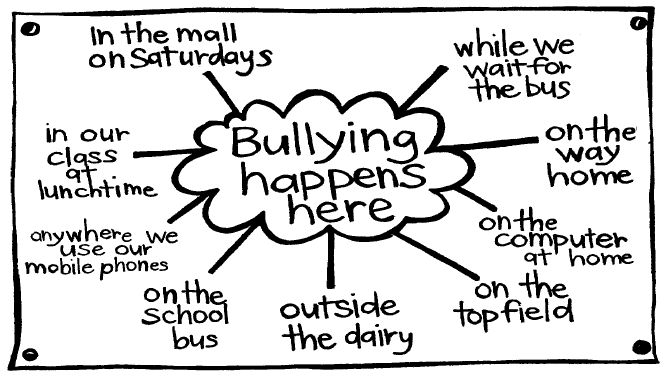 In the mall
on Saturdays
while we
wait for
the bus
in our
class
at
lunchtime
Bullying
happens
here
on the
way
home
anywhere we
use our
mobile phones
on the
computer
at home
on the
school
bus
outside
the dairy
on the
top field